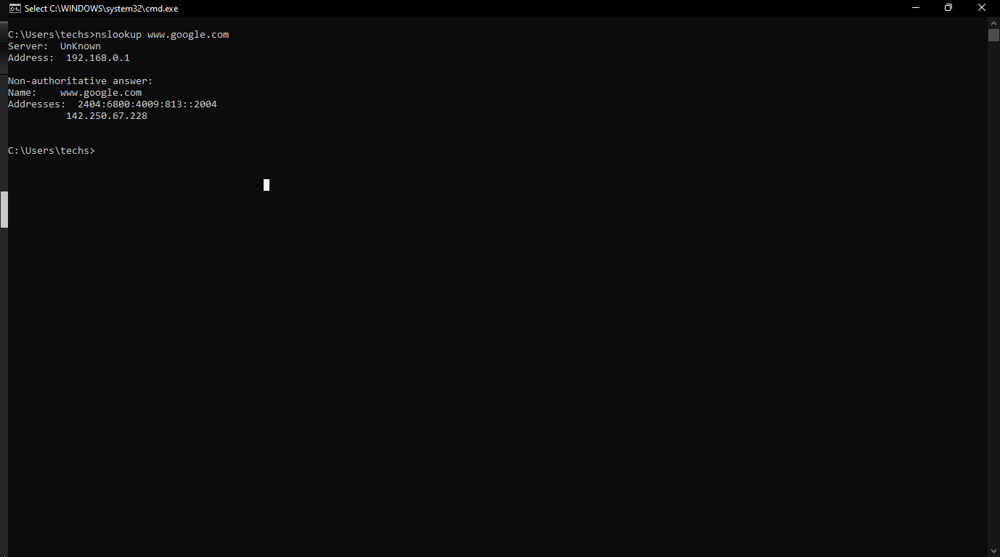 Select C:\WINDOWS\system32\cmd.exe
C:\Users\techs>nslookup www.google.com
Server:  UnKnown
Address:  192.168.0.1
Non-authoritative answer:
Name:    www.google.com
Addresses:  2404:6800:4009:813::2004
          142.250.67.228
C:\Users\techs>